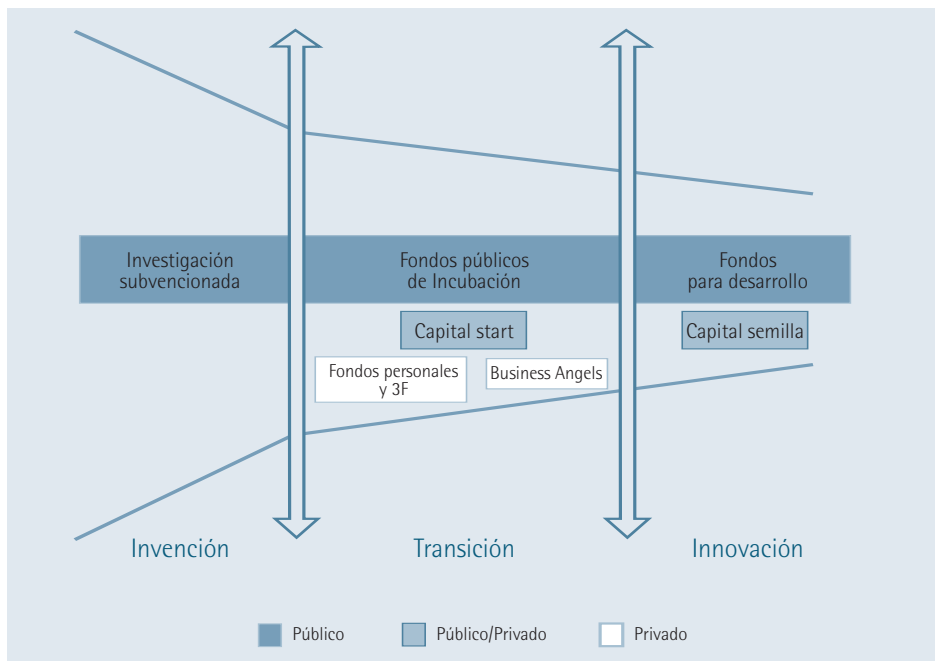 Investigación
subvencionada
Fondos públicos
de Incubación
Fondos
para desarrollo
Capital start
Capital semilla
Fondos personales
y 3F
Business Angels
Invención
Transición
Innovación
Público
Público/Privado
Privado